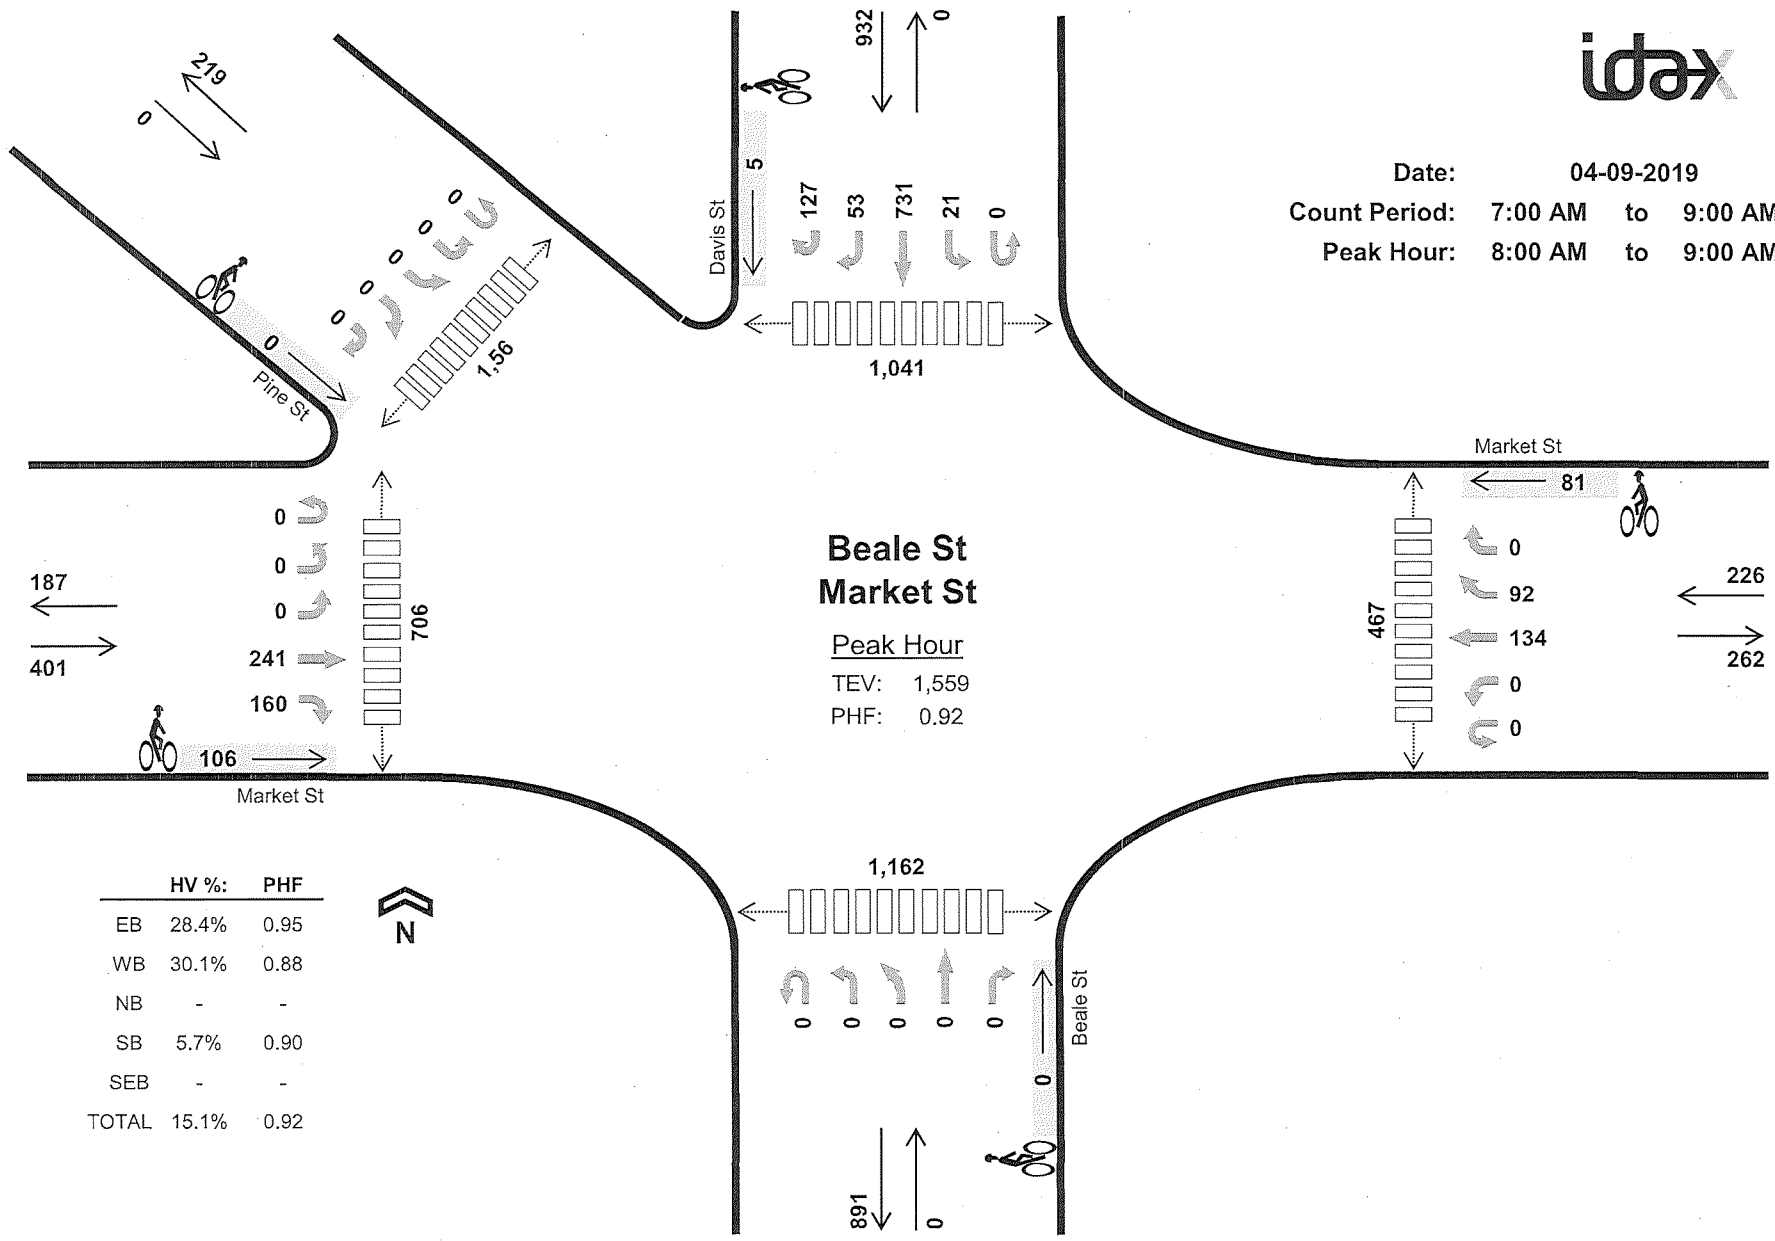 idax
Date: 04-09-2019
Count Period: 7:00 AM to 9:00 AM
Peak Hour: 8:00 AM to 9:00 AM
219
0
932
0
5
Davis St
127
53
731
21
0
1,041
0
0
0
0
0
1,56
0
Pine St
Market St
81
0
92
134
0
0
467
226
262
0
0
0
241
160
706
187
401
106
Market St
Beale St
Market St
Peak Hour
TEV: 1,559
PHF: 0.92
1,162
0
0
0
0
0
Beale St
0
891
0
HV %: PHF
EB 28.4% 0.95
WB 30.1% 0.88
NB - -
SB 5.7% 0.90
SEB - -
TOTAL 15.1% 0.92
N